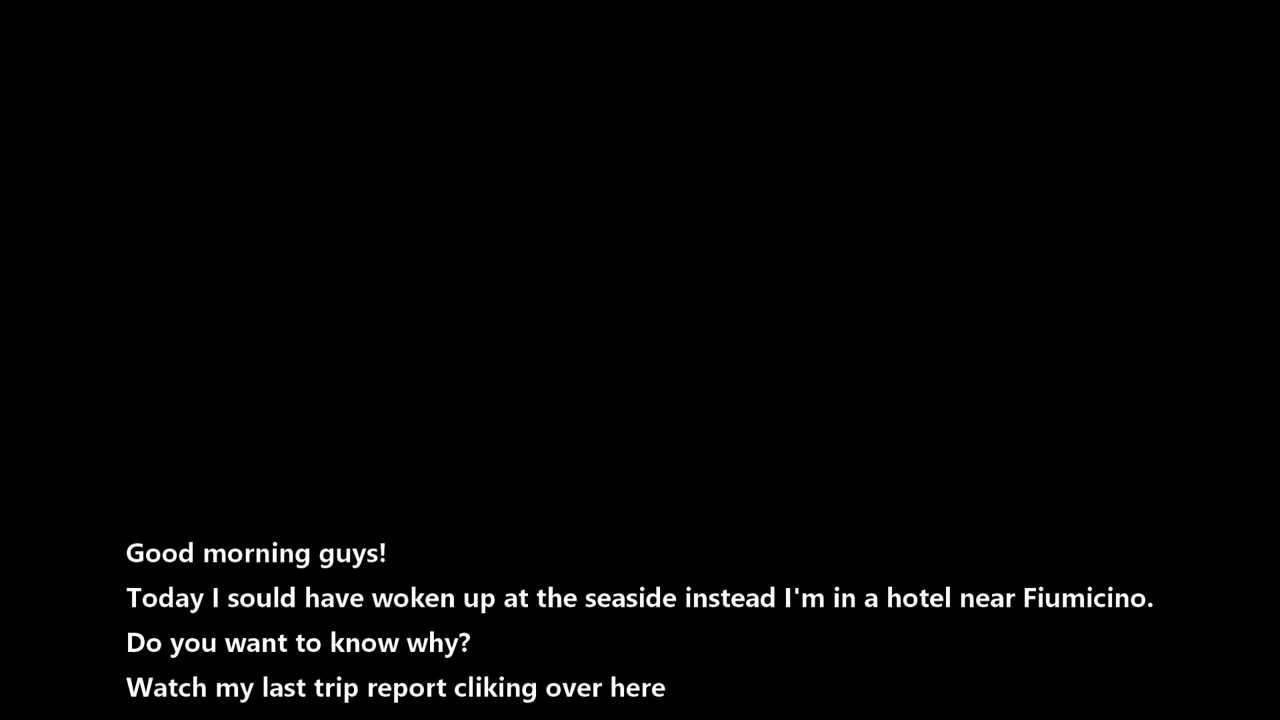 Good morning guys!
Today I sould have woken up at the seaside instead I'm in a hotel near Fiumicino.
Do you want to know why?
Watch my last trip report cliking over here